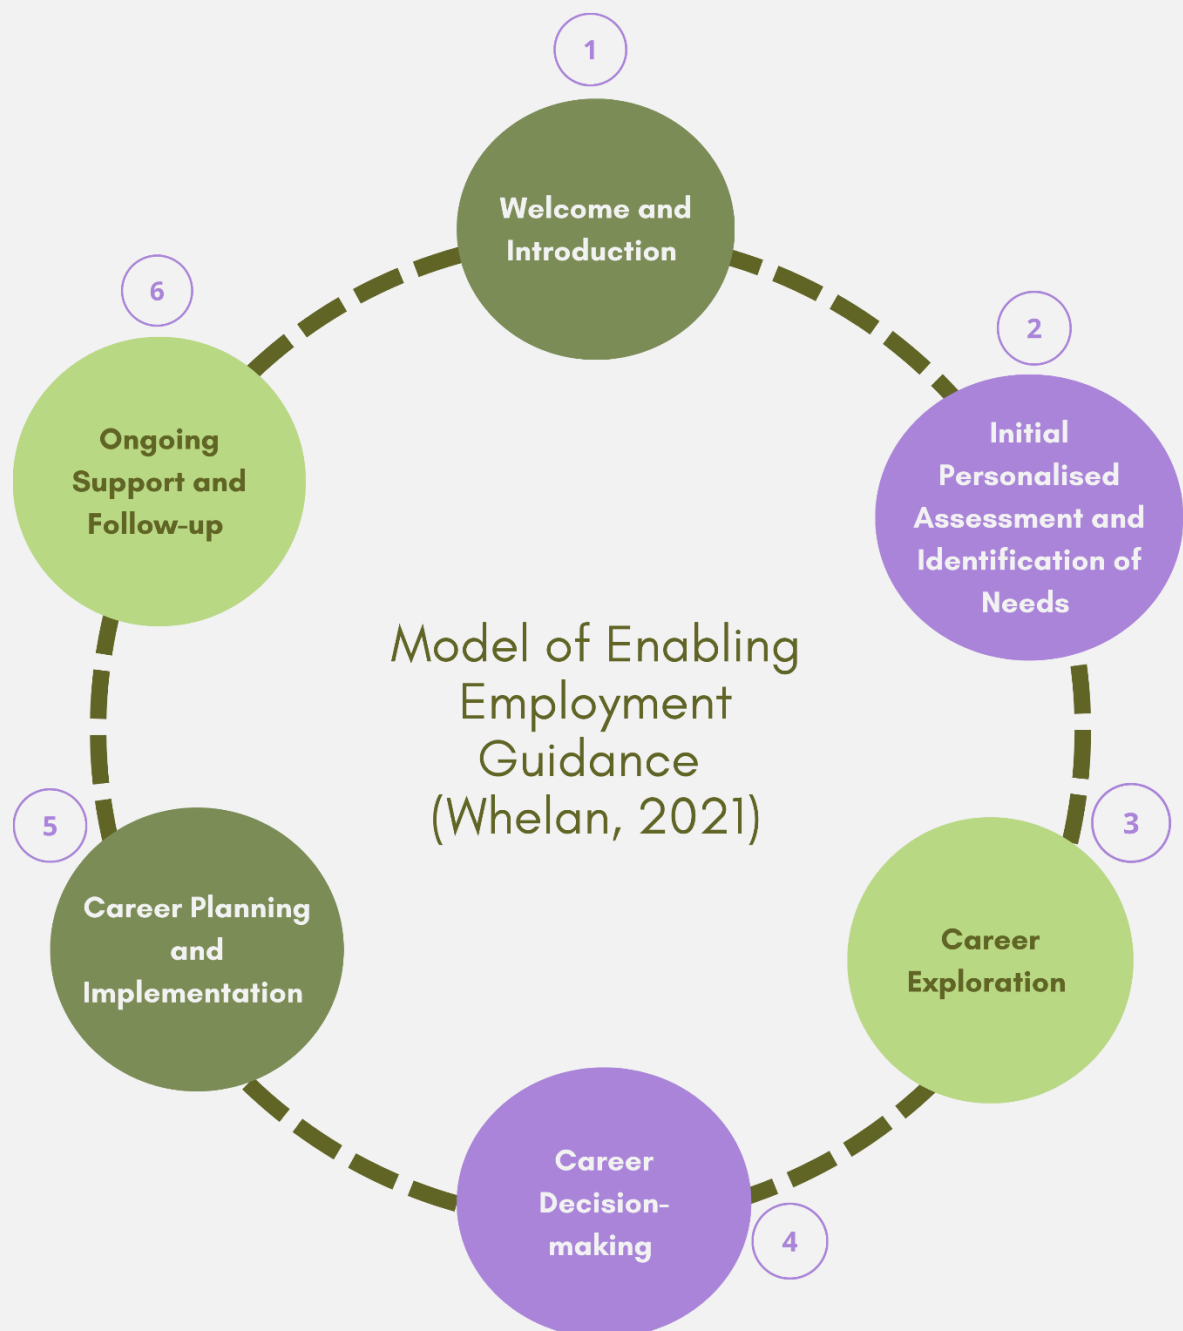 1
Welcome and
Introduction
2
Initial
Personalised
Assessment and
Identification of
Needs
3
Career
Exploration
4
Career
Decision-
making
5
Career Planning
and
Implementation
6
Ongoing
Support and
Follow-up
Model of Enabling
Employment
Guidance
(Whelan, 2021)